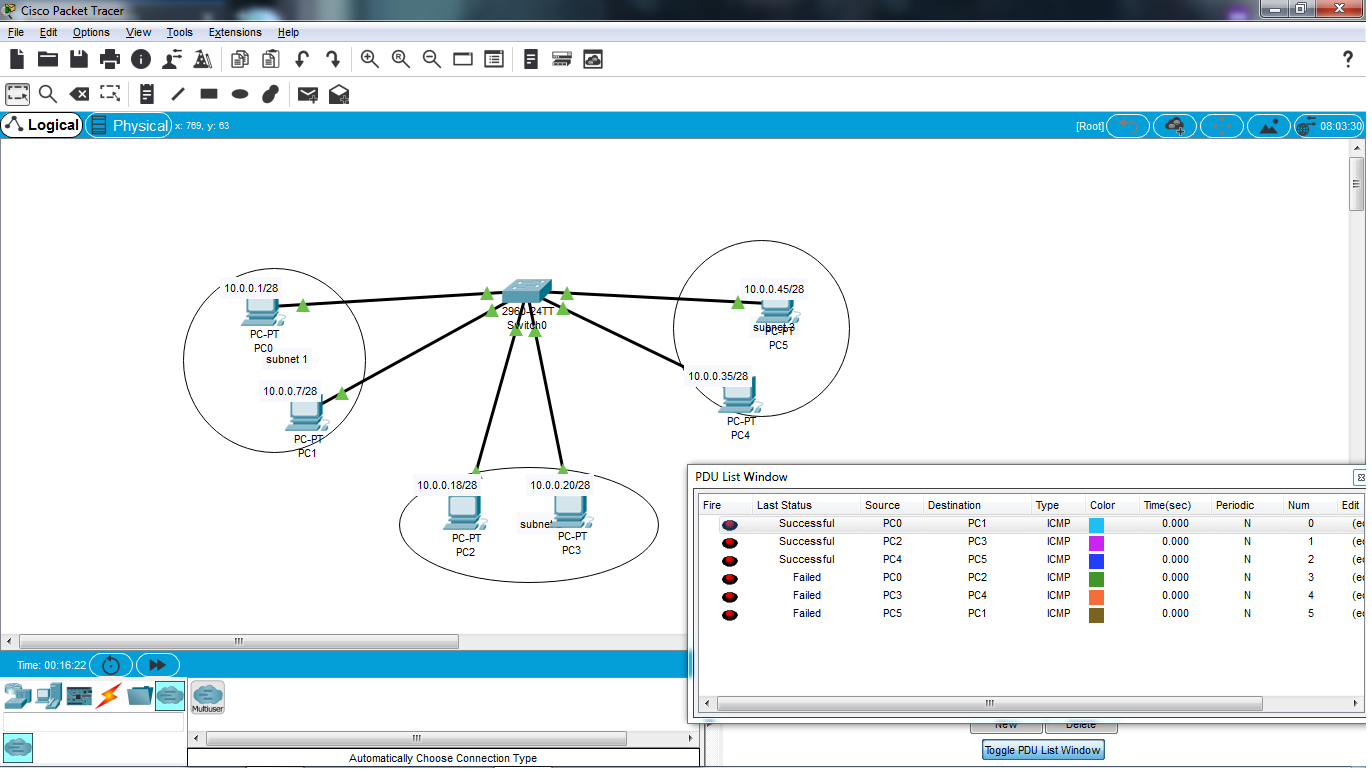 Cisco Packet Tracer
File Edit Options View Tools Extensions Help
?
Logical Physical x: 769, y: 63 [Root] 08:03:30
10.0.0.1/28
PC-PT
PC0
subnet 1
10.0.0.7/28
PC-PT
PC1
2960-24TT
Switch0
10.0.0.45/28
subnet 3
PC-PT
PC5
10.0.0.35/28
PC-PT
PC4
10.0.0.18/28
PC-PT
PC2
10.0.0.20/28
subnet
PC-PT
PC3
PDU List Window
Fire Last Status Source Destination Type Color Time(sec) Periodic Num Edit
Successful PC0 PC1 ICMP 0.000 N 0 (e
Successful PC2 PC3 ICMP 0.000 N 1 (e
Successful PC4 PC5 ICMP 0.000 N 2 (e
Failed PC0 PC2 ICMP 0.000 N 3 (e
Failed PC3 PC4 ICMP 0.000 N 4 (e
Failed PC5 PC1 ICMP 0.000 N 5 (e
Time: 00:16:22
Multiuser
New Delete
Toggle PDU List Window
Automatically Choose Connection Type